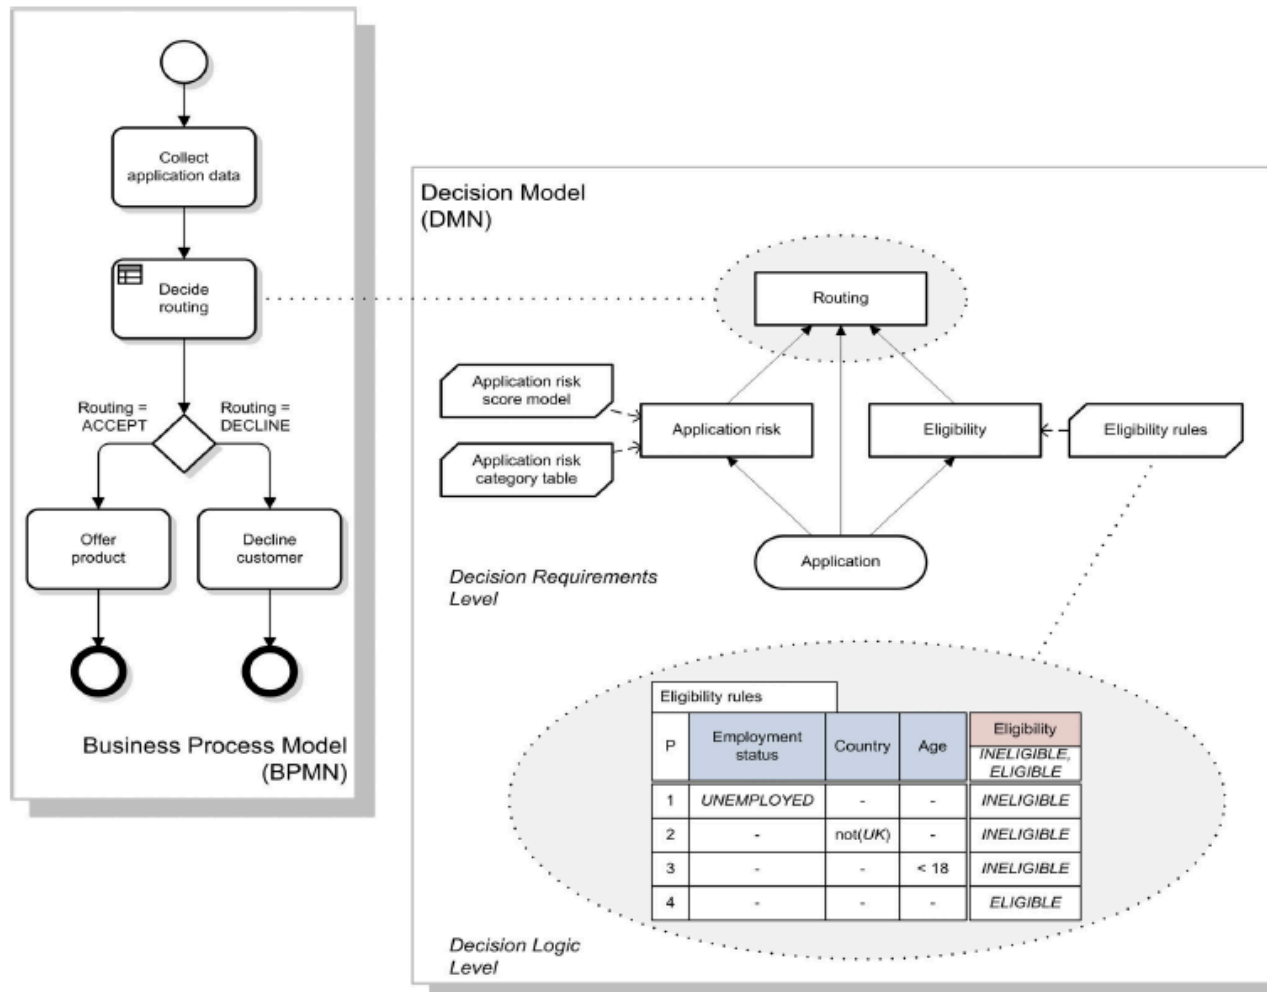 Collect
application data
Decide
routing
Routing =
ACCEPT
Routing =
DECLINE
Offer
product
Decline
customer
Business Process Model
(BPMN)
Decision Model
(DMN)
Routing
Application risk
score model
Application risk
Eligibility
Eligibility rules
Application risk
category table
Application
Decision Requirements
Level
Eligibility rules
P Employment status Country Age Eligibility
INELIGIBLE,
ELIGIBLE
1 UNEMPLOYED - - INELIGIBLE
2 - not(UK) - INELIGIBLE
3 - - < 18 INELIGIBLE
4 - - - ELIGIBLE
Decision Logic
Level